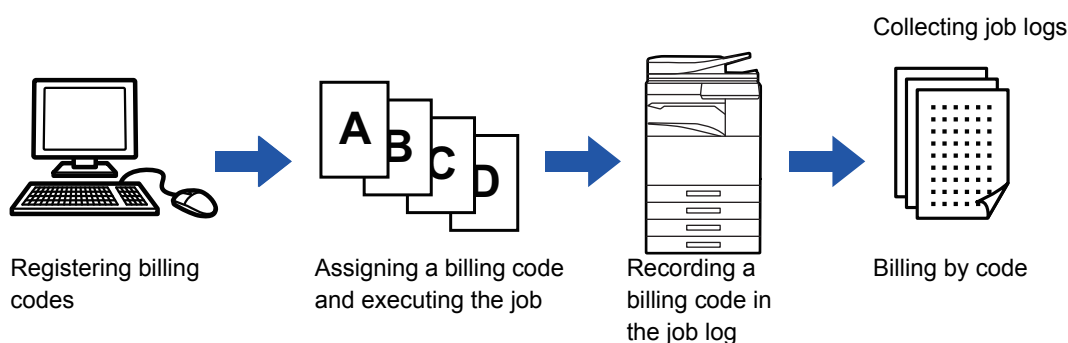 Collecting job logs
A
B
C
D
Registering billing
codes
Assigning a billing code
and executing the job
Recording a
billing code in
the job log
Billing by code